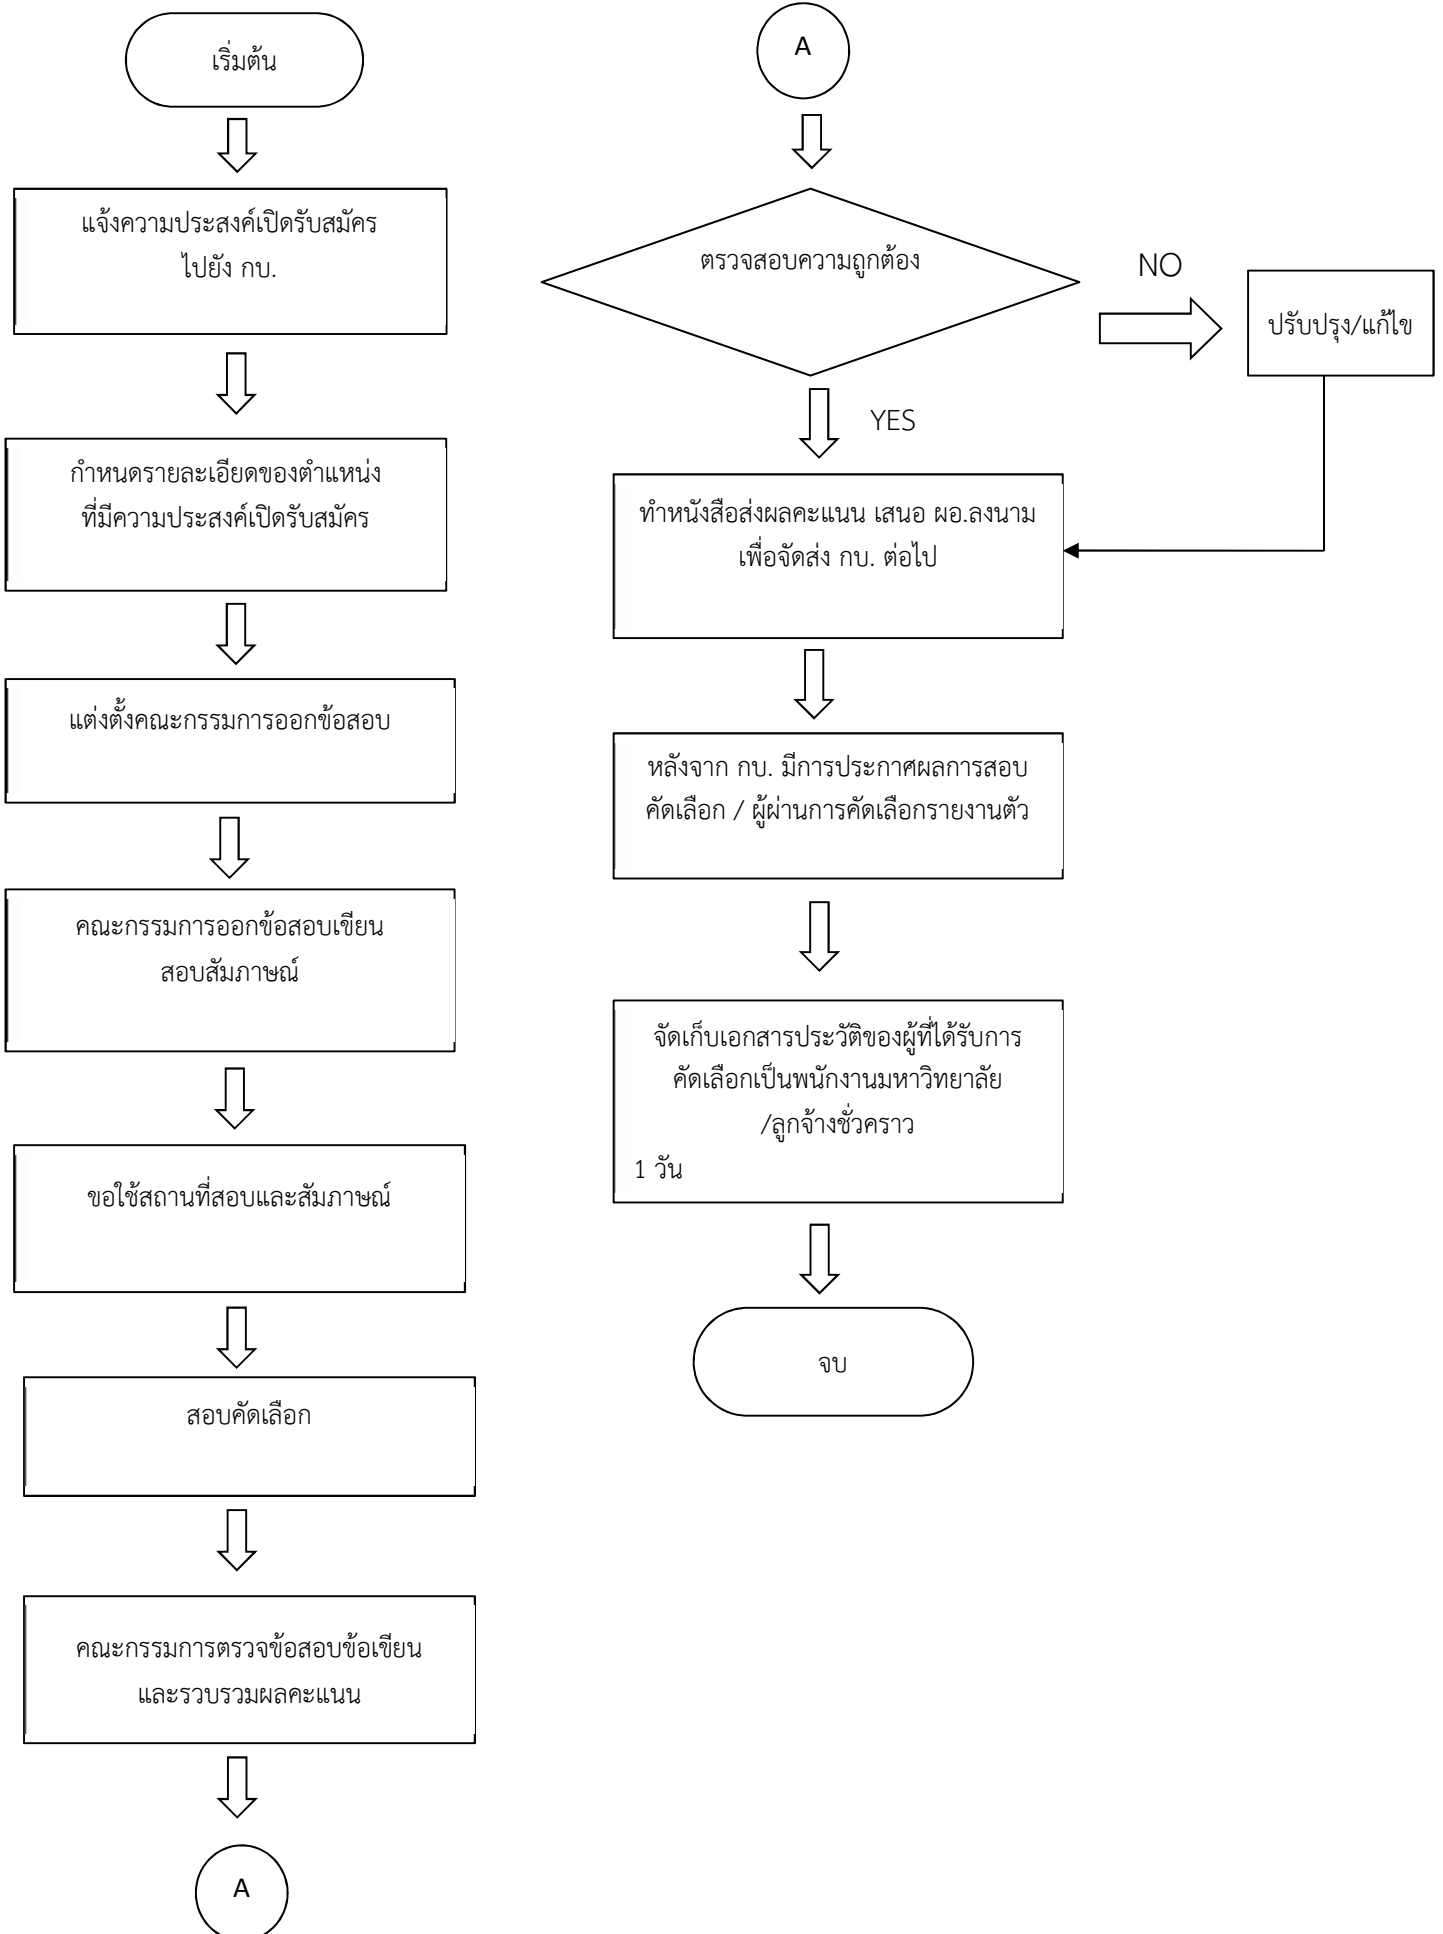 เริ่มต้น
แจ้งความประสงค์เปิดรับสมัคร
ไปยัง กบ.
กำหนดรายละเอียดของตำแหน่ง
ที่มีความประสงค์เปิดรับสมัคร
แต่งตั้งคณะกรรมการออกข้อสอบ
คณะกรรมการออกข้อสอบเขียน
สอบสัมภาษณ์
ขอใช้สถานที่สอบและสัมภาษณ์
สอบคัดเลือก
คณะกรรมการตรวจข้อสอบข้อเขียน
และรวบรวมผลคะแนน
A
A
ตรวจสอบความถูกต้อง
NO
ปรับปรุง/แก้ไข
YES
ทำหนังสือส่งผลคะแนน เสนอ ผอ.ลงนาม
เพื่อจัดส่ง กบ. ต่อไป
หลังจาก กบ. มีการประกาศผลการสอบ
คัดเลือก / ผู้ผ่านการคัดเลือกรายงานตัว
จัดเก็บเอกสารประวัติของผู้ที่ได้รับการ
คัดเลือกเป็นพนักงานมหาวิทยาลัย
/ลูกจ้างชั่วคราว
1 วัน
จบ